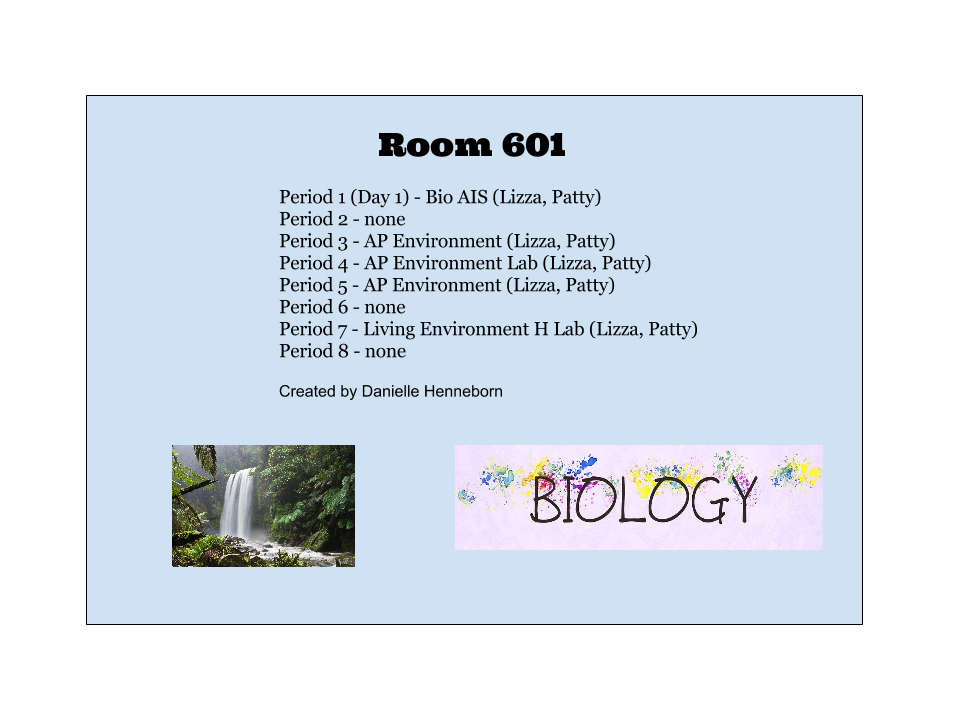 Room 601
Period 1 (Day 1) - Bio AIS (Lizza, Patty)
Period 2 - none
Period 3 - AP Environment (Lizza, Patty)
Period 4 - AP Environment Lab (Lizza, Patty)
Period 5 - AP Environment (Lizza, Patty)
Period 6 - none
Period 7 - Living Environment H Lab (Lizza, Patty)
Period 8 - none
Created by Danielle Henneborn
BIOLOGY